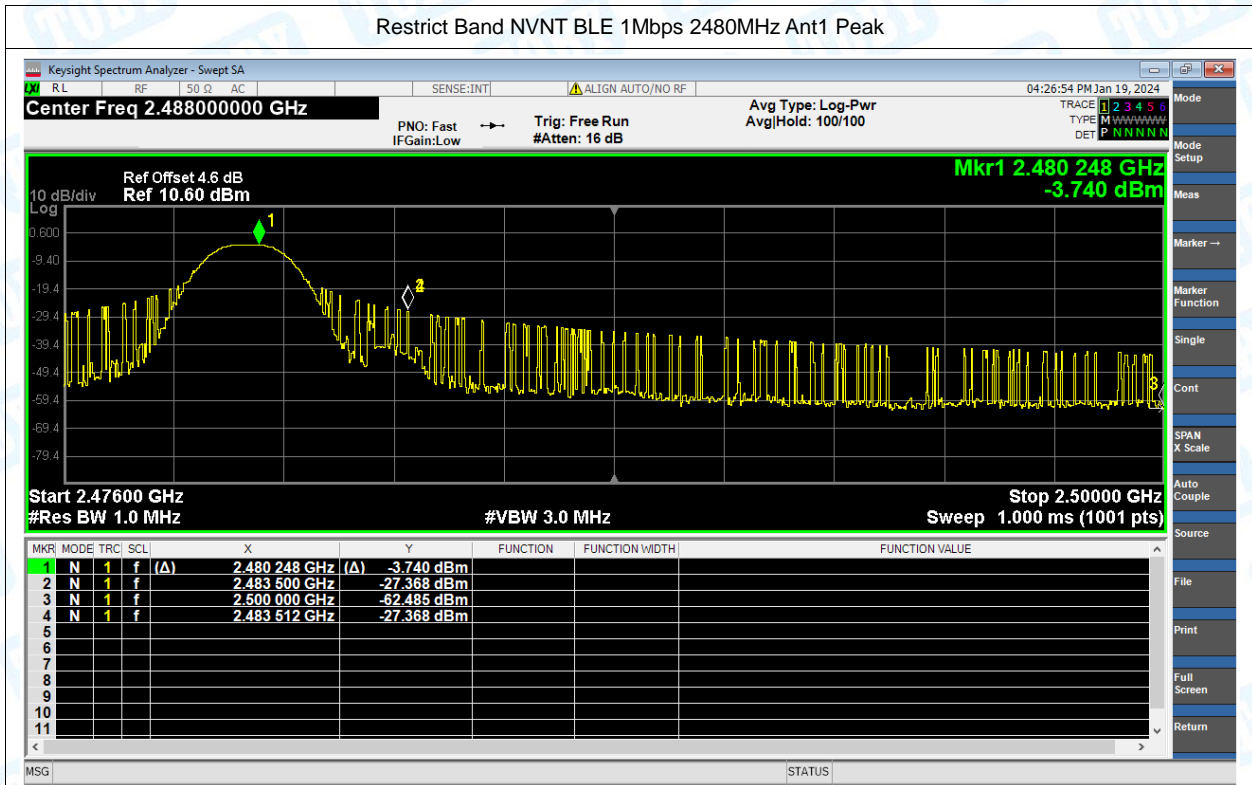 Restrict Band NVNT BLE 1Mbps 2480MHz Ant1 Peak
Keysight Spectrum Analyzer - Swept SA
LXI RL RF 50 Ω AC SENSE:INT ALIGN AUTO/NO RF 04:26:54 PM Jan 19, 2024
Center Freq 2.488000000 GHz
PNO: Fast
IFGain:Low
Trig: Free Run
#Atten: 16 dB
Avg Type: Log-Pwr
Avg|Hold: 100/100
TRACE 1 2 3 4 5 6
TYPE M WWWWW
DET P N N N N N
Ref Offset 4.6 dB
10 dB/div Ref 10.60 dBm
Log
Mkr1 2.480 248 GHz
-3.740 dBm
0.600
-9.40
-19.4
-29.4
-39.4
-49.4
-59.4
-69.4
-79.4
1
3
Start 2.47600 GHz Stop 2.50000 GHz
#Res BW 1.0 MHz #VBW 3.0 MHz Sweep 1.000 ms (1001 pts)
MKR MODE TRC SCL X Y FUNCTION FUNCTION WIDTH FUNCTION VALUE
1 N 1 f (Δ) 2.480 248 GHz (Δ) -3.740 dBm
2 N 1 f 2.483 500 GHz -27.368 dBm
3 N 1 f 2.500 000 GHz -62.485 dBm
4 N 1 f 2.483 512 GHz -27.368 dBm
5
6
7
8
9
10
11
MSG STATUS
Mode
Mode Setup
Meas
Marker →
Marker Function
Single
Cont
SPAN X Scale
Auto Couple
Source
File
Print
Full Screen
Return
TOBY